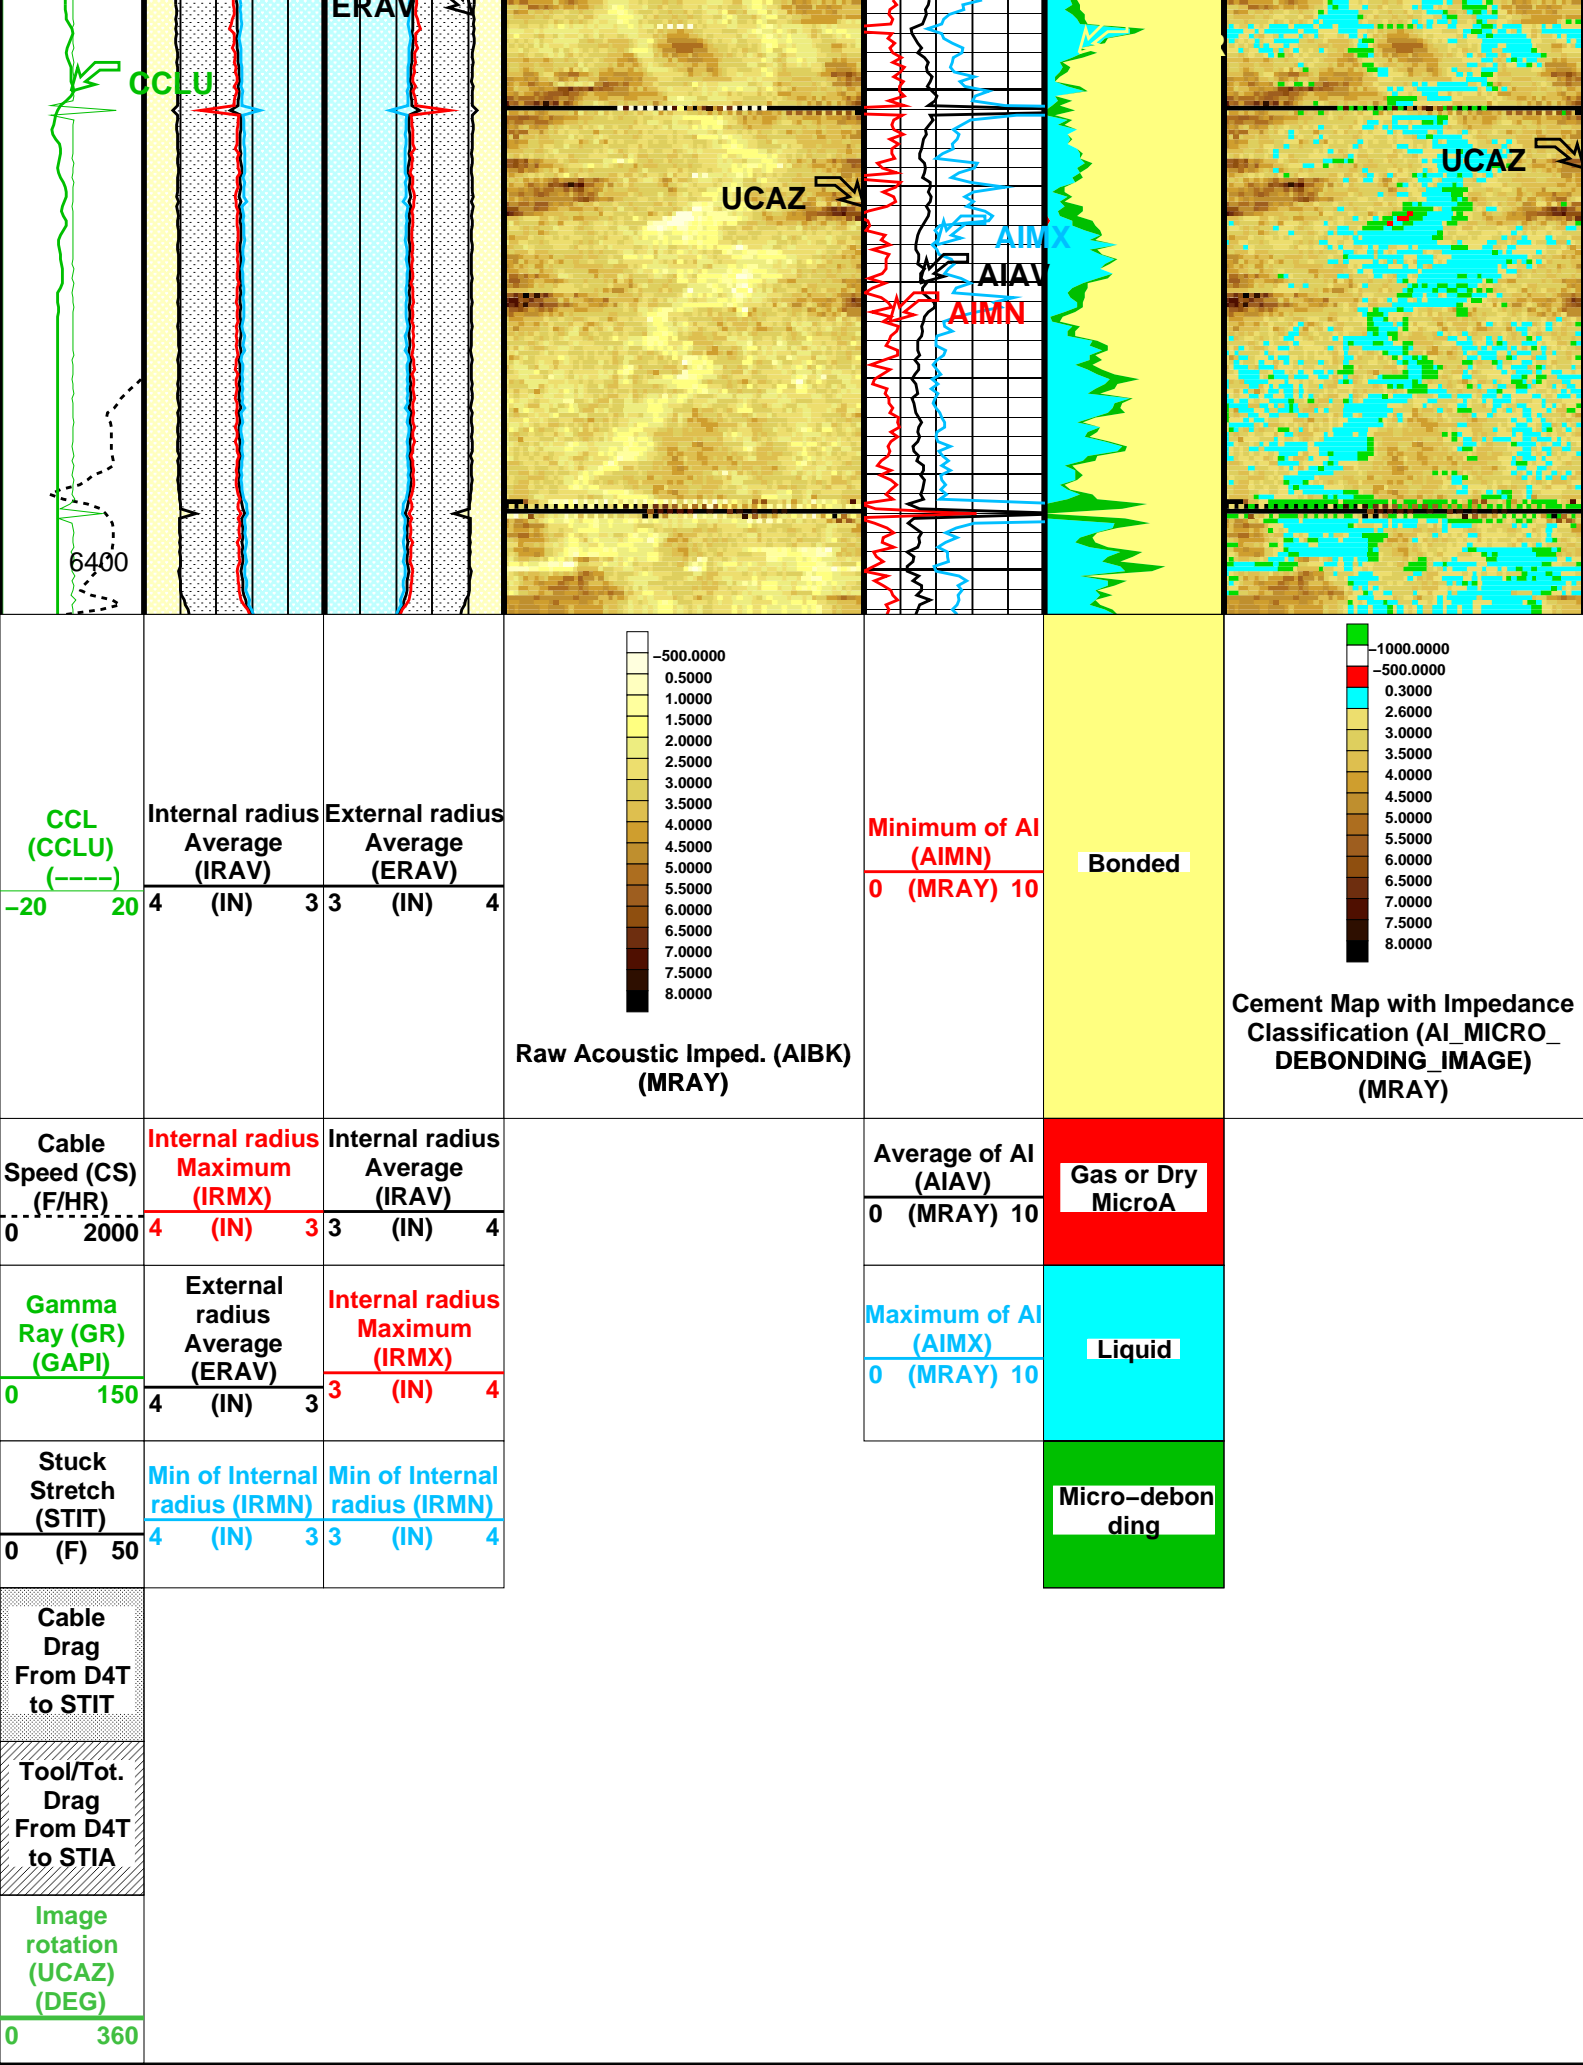 ERAV
CCLU
UCAZ
UCAZ
AIMX
AIAV
AIMN
6400
CCL
(CCLU)
(----)
-20 20
Internal radius
Average
(IRAV)
4 (IN) 3
External radius
Average
(ERAV)
3 (IN) 4
-500.0000
0.5000
1.0000
1.5000
2.0000
2.5000
3.0000
3.5000
4.0000
4.5000
5.0000
5.5000
6.0000
6.5000
7.0000
7.5000
8.0000
Raw Acoustic Imped. (AIBK)
(MRAY)
Minimum of AI
(AIMN)
0 (MRAY) 10
Bonded
-1000.0000
-500.0000
0.3000
2.6000
3.0000
3.5000
4.0000
4.5000
5.0000
5.5000
6.0000
6.5000
7.0000
7.5000
8.0000
Cement Map with Impedance
Classification (AI_MICRO_
DEBONDING_IMAGE)
(MRAY)
Cable
Speed (CS)
(F/HR)
0 2000
Internal radius
Maximum
(IRMX)
4 (IN) 3
Internal radius
Average
(IRAV)
3 (IN) 4
Average of AI
(AIAV)
0 (MRAY) 10
Gas or Dry
MicroA
Gamma
Ray (GR)
(GAPI)
0 150
External
radius
Average
(ERAV)
4 (IN) 3
Internal radius
Maximum
(IRMX)
3 (IN) 4
Maximum of AI
(AIMX)
0 (MRAY) 10
Liquid
Stuck
Stretch
(STIT)
0 (F) 50
Min of Internal
radius (IRMN)
4 (IN) 3
Min of Internal
radius (IRMN)
3 (IN) 4
Micro-debon
ding
Cable
Drag
From D4T
to STIT
Tool/Tot.
Drag
From D4T
to STIA
Image
rotation
(UCAZ)
(DEG)
0 360